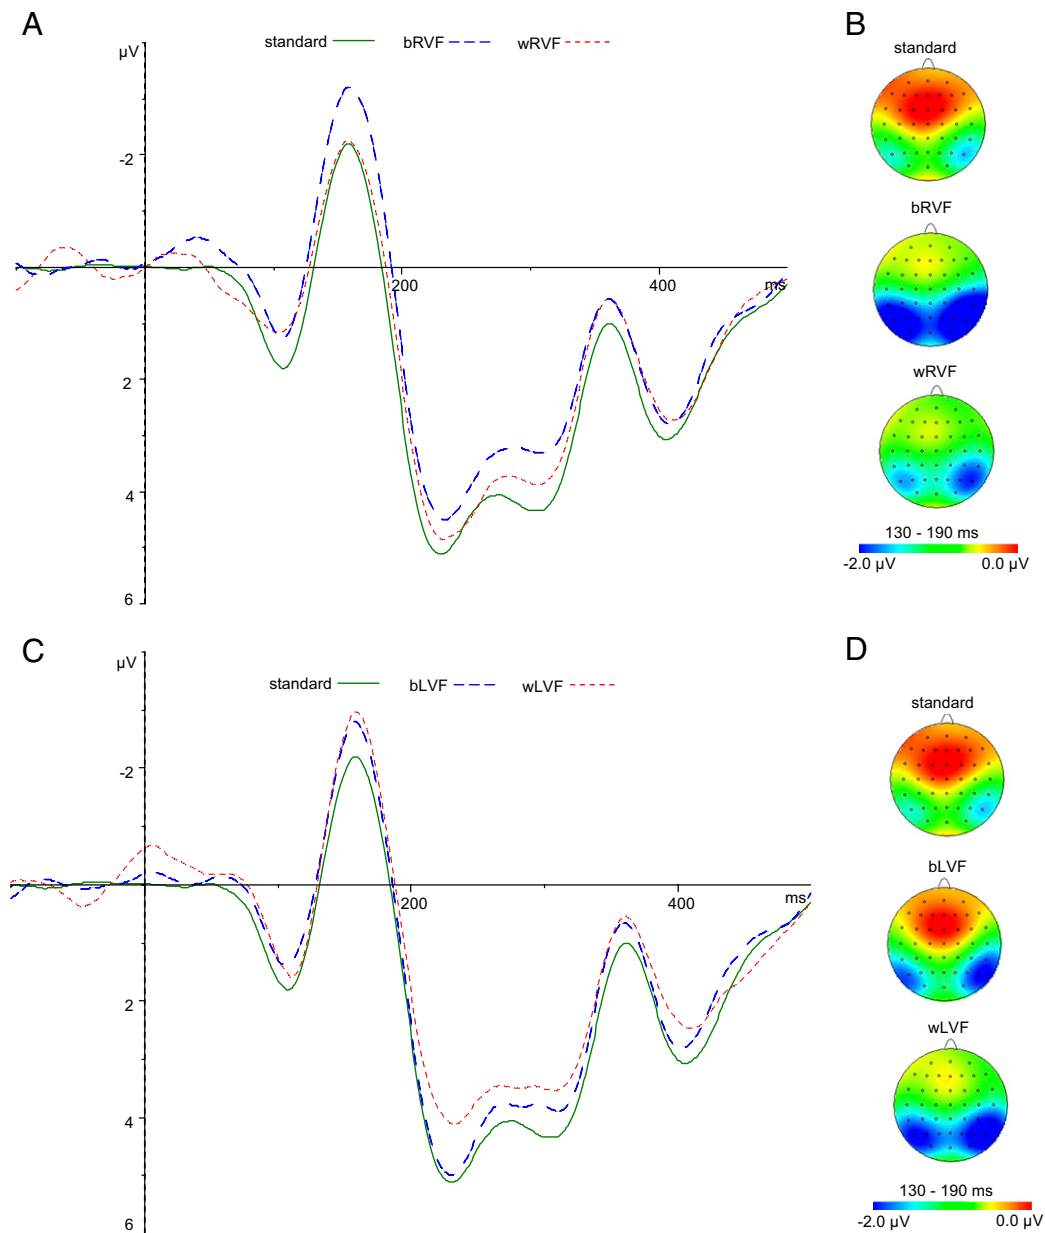 A
µV
standard bRVF wRVF
-2
200
400
ms
2
4
6
B
standard
bRVF
wRVF
130 - 190 ms
-2.0 µV 0.0 µV
C
µV
standard bLVF wLVF
-2
200
400
ms
2
4
6
D
standard
bLVF
wLVF
130 - 190 ms
-2.0 µV 0.0 µV